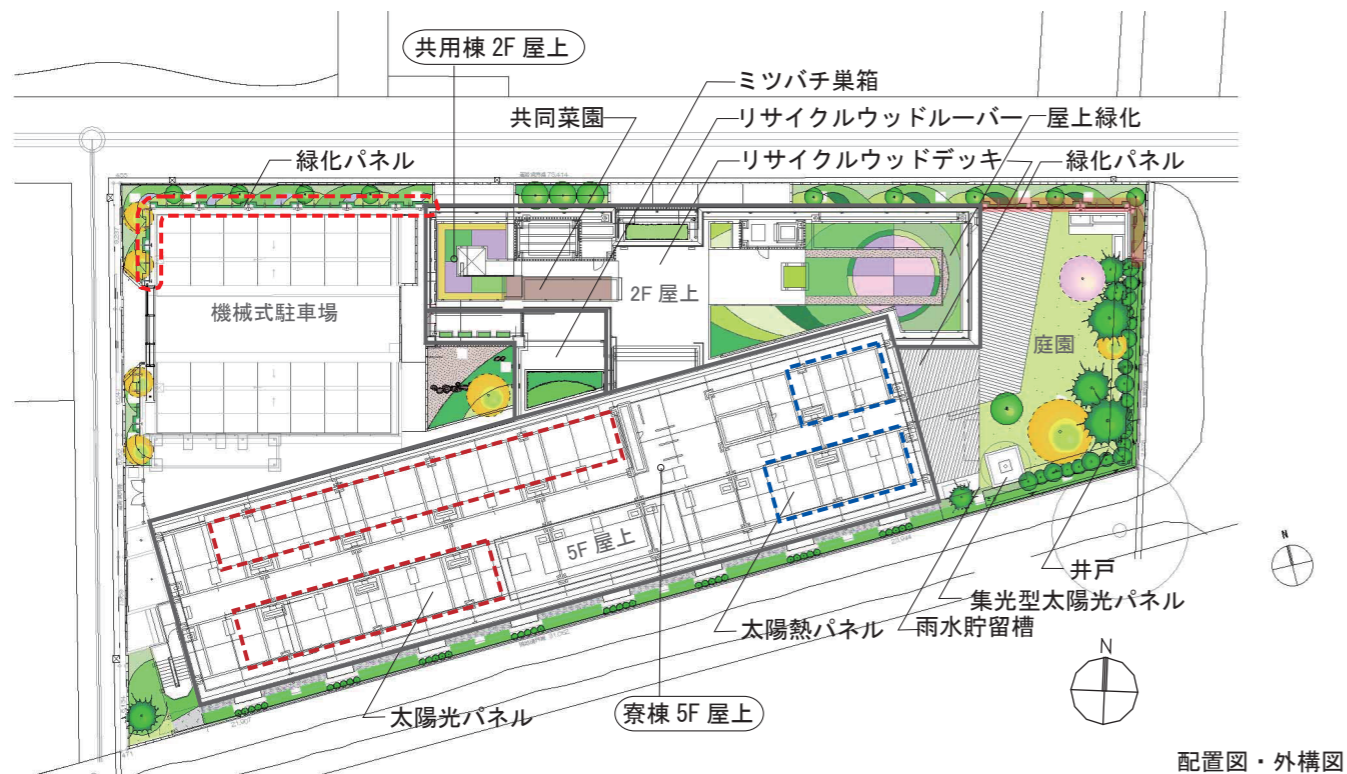 共用棟 2F 屋上
ミツバチ巣箱
共同菜園
リサイクルウッドルーバー
屋上緑化
緑化パネル
リサイクルウッドデッキ
緑化パネル
機械式駐車場
2F 屋上
庭園
5F 屋上
井戸
集光型太陽光パネル
太陽熱パネル
雨水貯留槽
太陽光パネル
寮棟 5F 屋上
N
N
配置図・外構図